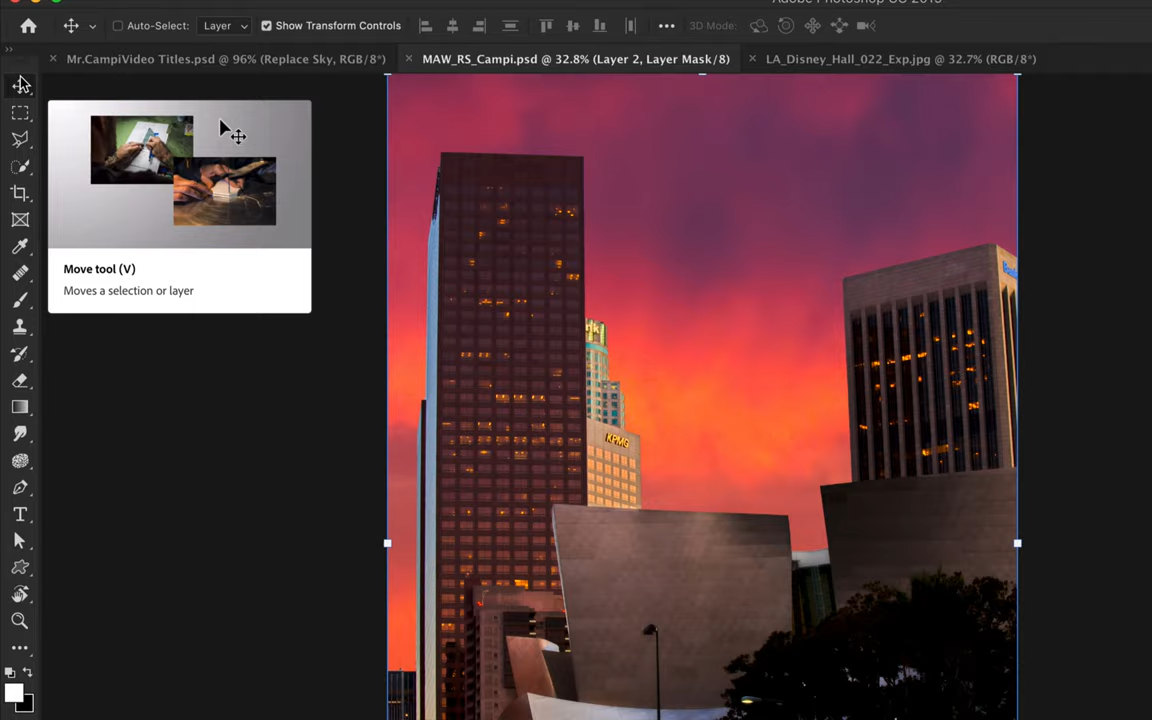 Adobe Photoshop CC 2019
Auto-Select: Layer Show Transform Controls 3D Mode:
Mr.CampiVideo Titles.psd @ 96% (Replace Sky, RGB/8*)
MAW_RS_Campi.psd @ 32.8% (Layer 2, Layer Mask/8)
LA_Disney_Hall_022_Exp.jpg @ 32.7% (RGB/8*)
Move tool (V)
Moves a selection or layer
KPMG